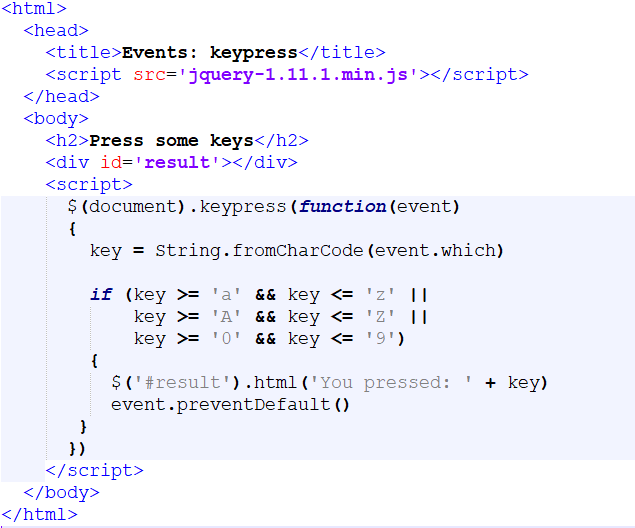 <html>
  <head>
    <title>Events: keypress</title>
    <script src='jquery-1.11.1.min.js'></script>
  </head>
  <body>
    <h2>Press some keys</h2>
    <div id='result'></div>
    <script>
      $(document).keypress(function(event)
      {
        key = String.fromCharCode(event.which)

        if (key >= 'a' && key <= 'z' ||
            key >= 'A' && key <= 'Z' ||
            key >= '0' && key <= '9')
        {
          $('#result').html('You pressed: ' + key)
          event.preventDefault()
       }
      })
    </script>
  </body>
</html>